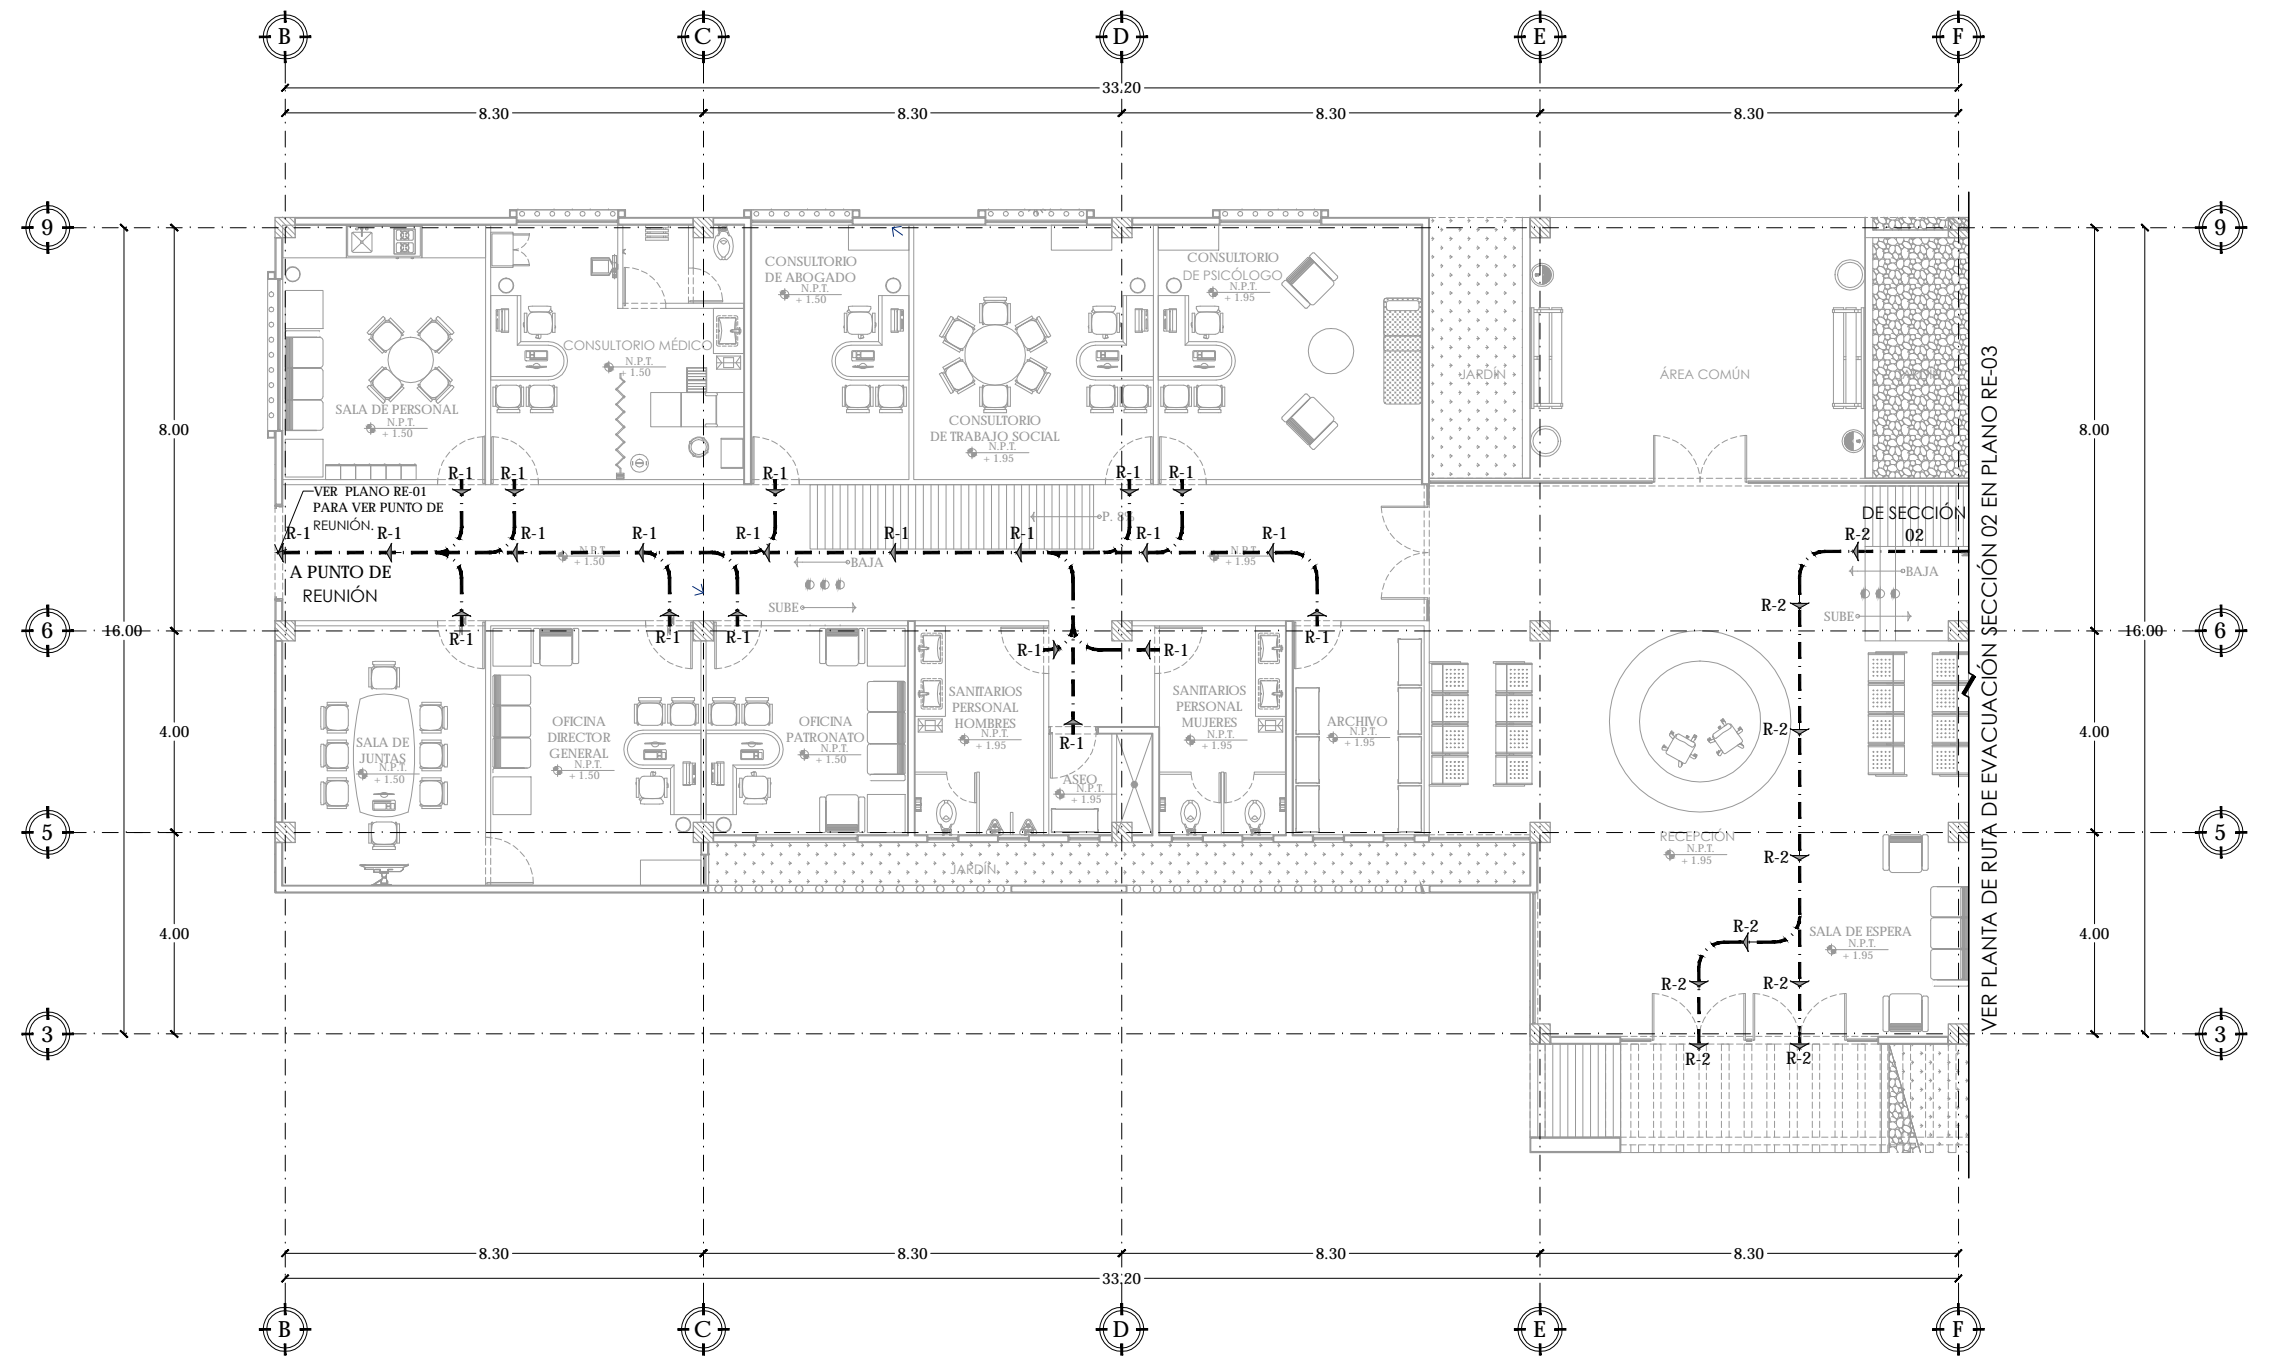 B C D E F
33.20
8.30 8.30 8.30 8.30
9 9
CONSULTORIO
DE ABOGADO
N.P.T.
+ 1.50
CONSULTORIO
DE PSICÓLOGO
N.P.T.
+ 1.95
CONSULTORIO MÉDICO
N.P.T.
+ 1.50
JARDÍN
ÁREA COMÚN
SALA DE PERSONAL
N.P.T.
+ 1.50
CONSULTORIO
DE TRABAJO SOCIAL
N.P.T.
+ 1.95
8.00 8.00
R-1 R-1 R-1 R-1 R-1
VER PLANO RE-01
PARA VER PUNTO DE
REUNIÓN.
P. 8%
DE SECCIÓN
02
R-1 R-1 R-1 R-1 R-1 R-1 R-1 R-1 R-1 R-2
N.P.T.
+ 1.50
N.P.T.
+ 1.95
A PUNTO DE
REUNIÓN
BAJA
SUBE
BAJA
SUBE
R-2
6 16.00 16.00 6
R-1 R-1 R-1 R-1
R-1 R-1
SALA DE
JUNTAS
N.P.T.
+ 1.50
OFICINA
DIRECTOR
GENERAL
N.P.T.
+ 1.50
OFICINA
PATRONATO
N.P.T.
+ 1.50
SANITARIOS
PERSONAL
HOMBRES
N.P.T.
+ 1.95
R-1
ASEO
N.P.T.
+ 1.95
SANITARIOS
PERSONAL
MUJERES
N.P.T.
+ 1.95
ARCHIVO
N.P.T.
+ 1.95
R-2
4.00 4.00
5 5
RECEPCIÓN
N.P.T.
+ 1.95
R-2
JARDÍN
4.00 4.00
R-2
SALA DE ESPERA
N.P.T.
+ 1.95
R-2 R-2
3 3
R-2 R-2
VER PLANTA DE RUTA DE EVACUACIÓN SECCIÓN 02 EN PLANO RE-03
8.30 8.30 8.30 8.30
33.20
B C D E F